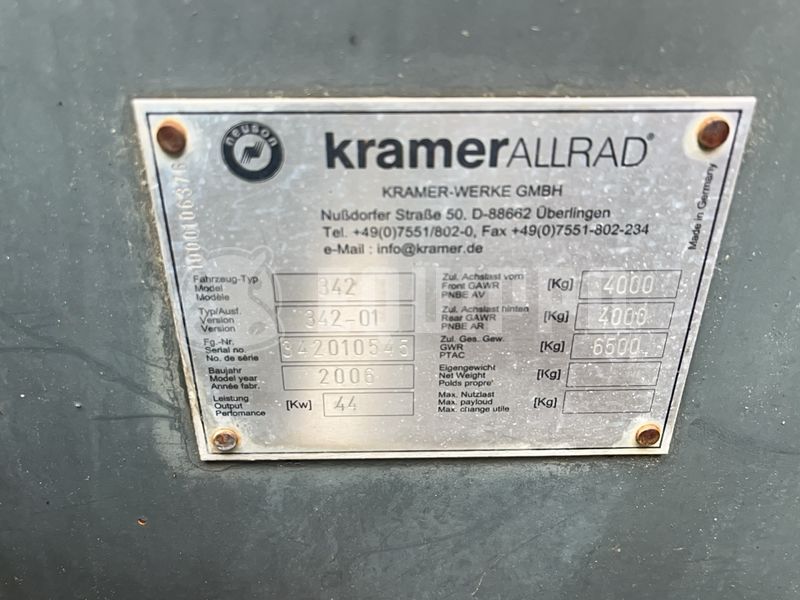 neuson
kramerALLRAD®
KRAMER-WERKE GMBH
Nußdorfer Straße 50, D-88662 Überlingen
Tel. +49(0)7551/802-0, Fax +49(0)7551-802-234
e-Mail : info@kramer.de
Made in Germany
1000106376
Fahrzeug-Typ
Model
Modèle
342
Typ/Ausf.
Version
Version
342-01
Fg.-Nr.
Serial no.
No. de série
342010545
Baujahr
Model year
Année fabr.
2006
Leistung
Output
Performance
[Kw] 44
Zul. Achslast vorn
Front GAWR
PNBE AV
[Kg] 4000
Zul. Achslast hinten
Rear GAWR
PNBE AR
[Kg] 4000
Zul. Ges. Gew.
GWR
PTAC
[Kg] 6500
Eigengewicht
Net Weight
Polds propre'
[Kg]
Max. Nutzlast
Max. payload
Max. change utile
[Kg]